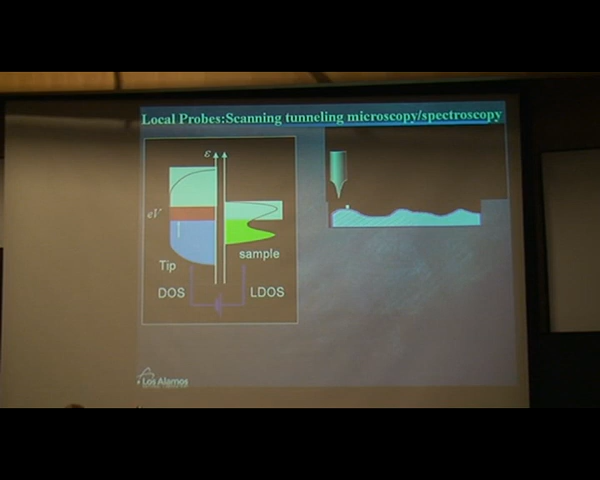 Local Probes:Scanning tunneling microscopy/spectroscopy
ε
eV
Tip
sample
DOS
LDOS
Los Alamos